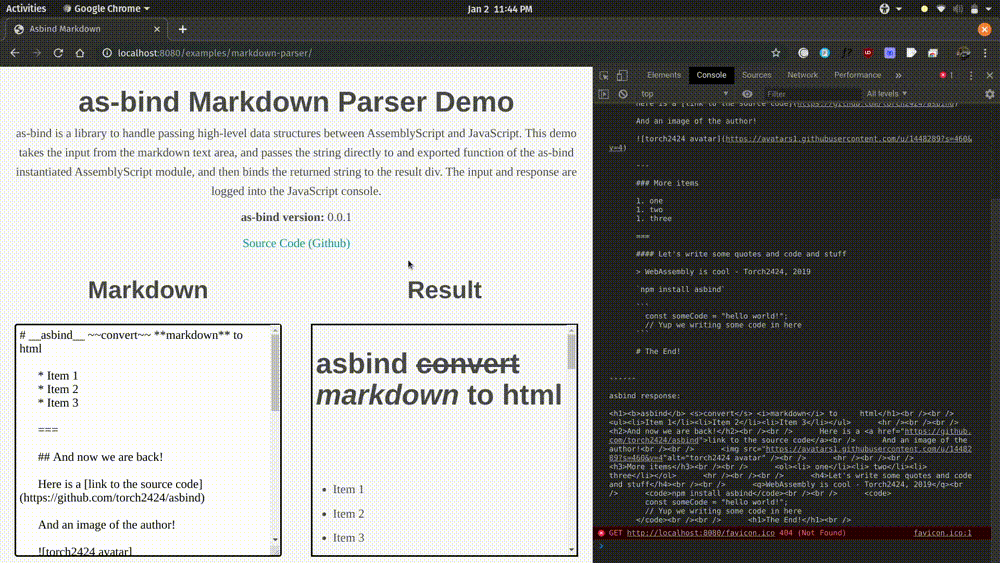 Activities Google Chrome Jan 2 11:44 PM
Asbind Markdown
localhost:8080/examples/markdown-parser/
as-bind Markdown Parser Demo
as-bind is a library to handle passing high-level data structures between AssemblyScript and JavaScript. This demo
takes the input from the markdown text area, and passes the string directly to and exported function of the as-bind
instantiated AssemblyScript module, and then binds the returned string to the result div. The input and response are
logged into the JavaScript console.
as-bind version: 0.0.1
Source Code (Github)
Markdown
# __asbind__ ~~convert~~ **markdown** to
html
* Item 1
* Item 2
* Item 3
===
## And now we are back!
Here is a [link to the source code]
(https://github.com/torch2424/asbind)
And an image of the author!
![torch2424 avatar]
Result
asbind convert
markdown to html
Item 1
Item 2
Item 3
Elements Console Sources Network Performance » 1
top Filter All levels
Here is a [link to the source code](https://github.com/torch2424/asbind)
And an image of the author!
![torch2424 avatar](https://avatars1.githubusercontent.com/u/1448289?s=460&
v=4)
---
### More items
1. one
1. two
1. three
===
#### Let's write some quotes and code and stuff
> WebAssembly is cool - Torch2424, 2019
`npm install asbind`
```
const someCode = "hello world!";
// Yup we writing some code in here
```
# The End!
------
asbind response:
<h1><b>asbind</b> <s>convert</s> <i>markdown</i> to html</h1><br /><br />
<ul><li>Item 1</li><li>Item 2</li><li>Item 3</li></ul> <hr /><br /><br />
<h2>And now we are back!</h2><br /><br /> Here is a <a href="https://github.
com/torch2424/asbind">link to the source code</a><br /> And an image of the
author!<br /><br /> <img src="https://avatars1.githubusercontent.com/u/14482
89?s=460&v=4"alt="torch2424 avatar" /><br /> <hr /><br /><br />
<h3>More items</h3><br /><br /> <ol><li> one</li><li> two</li><li>
three</li></ol> <hr /><br /><br /> <h4>Let's write some quotes and code
and stuff</h4><br /><br /> <q>WebAssembly is cool - Torch2424, 2019</q><br
/> <code>npm install asbind</code><br /><br /> <code>
const someCode = "hello world!";
// Yup we writing some code in here
</code><br /><br /> <h1>The End!</h1><br />
GET http://localhost:8080/favicon.ico 404 (Not Found) favicon.ico:1